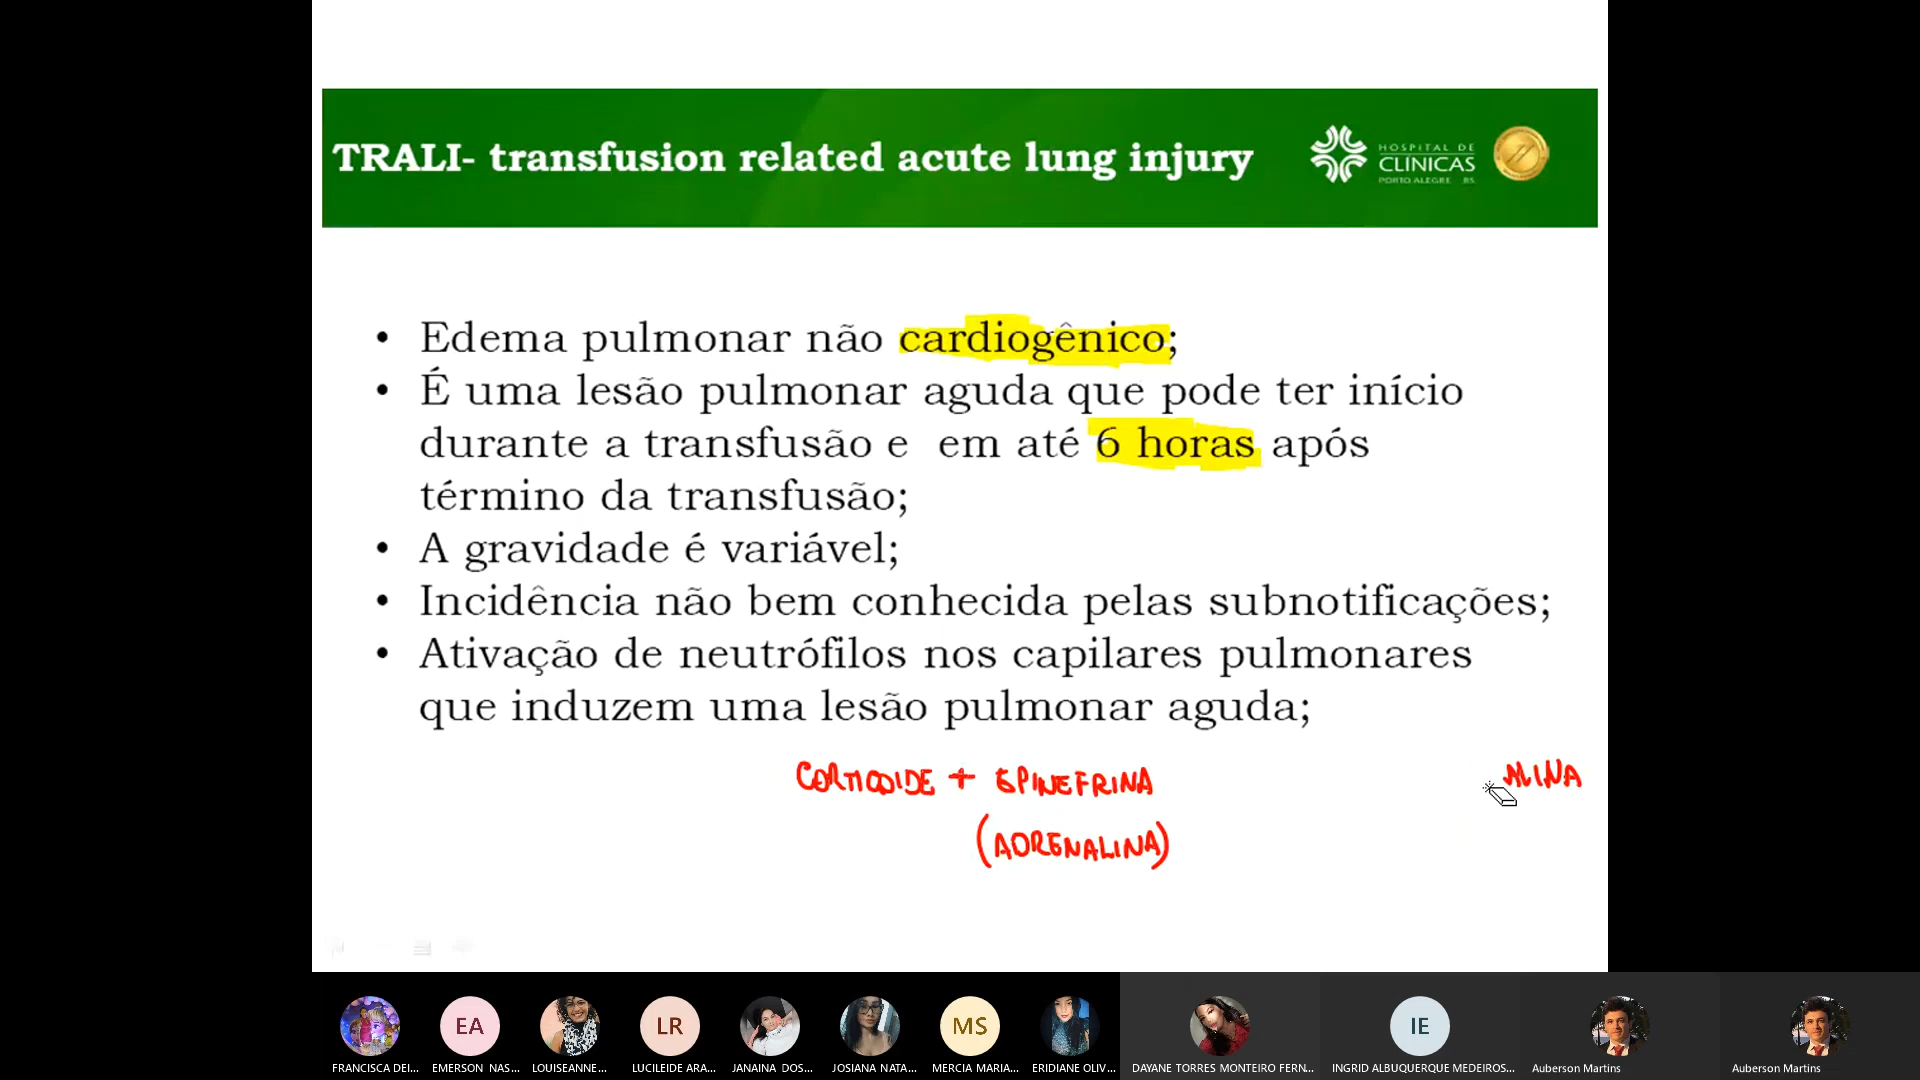 TRALI- transfusion related acute lung injury
HOSPITAL DE
CLÍNICAS
PORTO ALEGRE RS
• Edema pulmonar não cardiogênico;
• É uma lesão pulmonar aguda que pode ter início
durante a transfusão e em até 6 horas após
término da transfusão;
• A gravidade é variável;
• Incidência não bem conhecida pelas subnotificações;
• Ativação de neutrófilos nos capilares pulmonares
que induzem uma lesão pulmonar aguda;
CORTICOIDE + EPINEFRINA
(ADRENALINA)
EA
LR
MS
IE
FRANCISCA DEI...
EMERSON NAS...
LOUISEANNE...
LUCILEIDE ARA...
JANAINA DOS...
JOSIANA NATA...
MERCIA MARIA...
ERIDIANE OLIV...
DAYANE TORRES MONTEIRO FERN...
INGRID ALBUQUERQUE MEDEIROS...
Auberson Martins
Auberson Martins